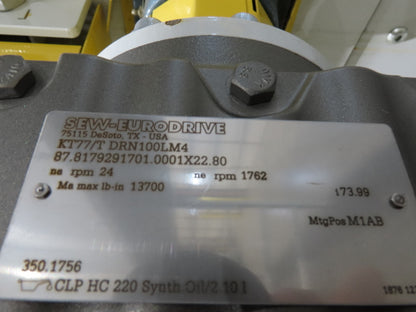 SEW-EURODRIVE
75115 DeSoto, TX - USA
KT77/T DRN100LM4
87.8179291701.0001X22.80
na rpm 24 ne rpm 1762
Ma max lb-in 13700 i73.99
MtgPos M1AB
350.1756
CLP HC 220 Synth Oil/2.10 l